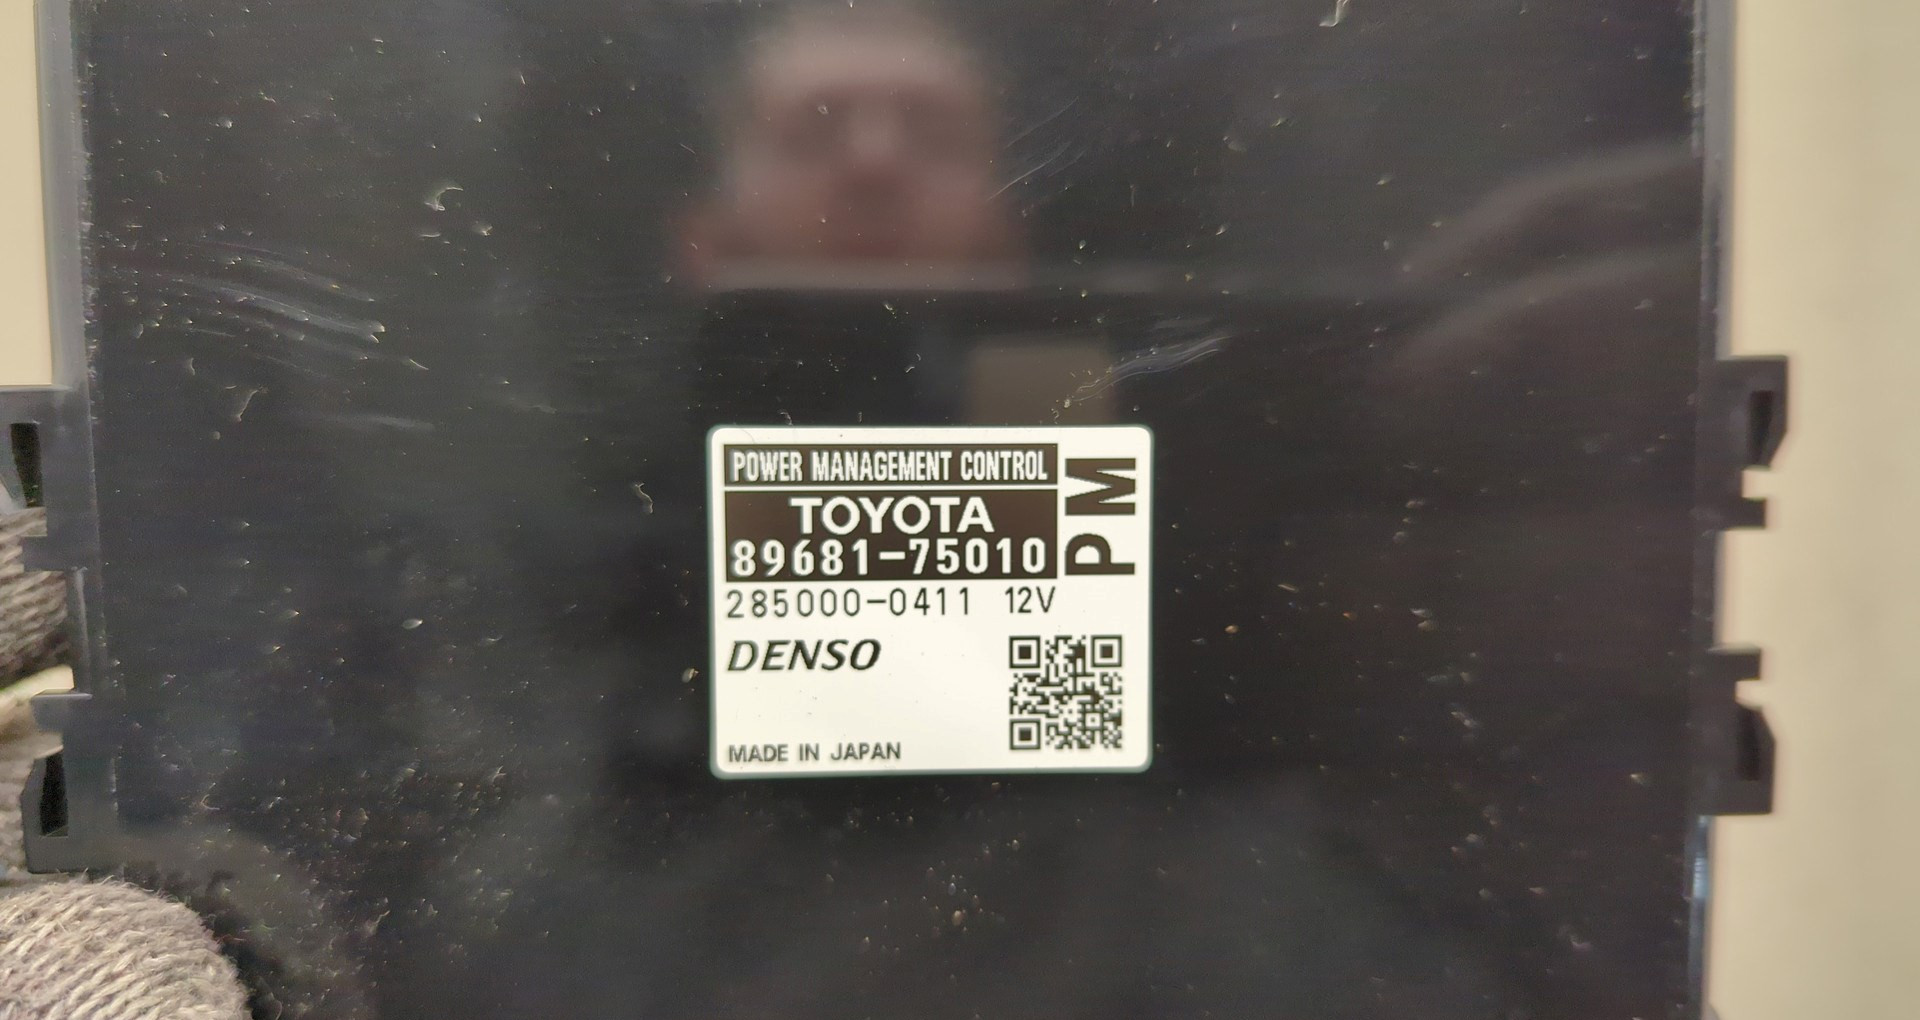 POWER MANAGEMENT CONTROL
TOYOTA
89681-75010
PM
285000-0411 12V
DENSO
MADE IN JAPAN